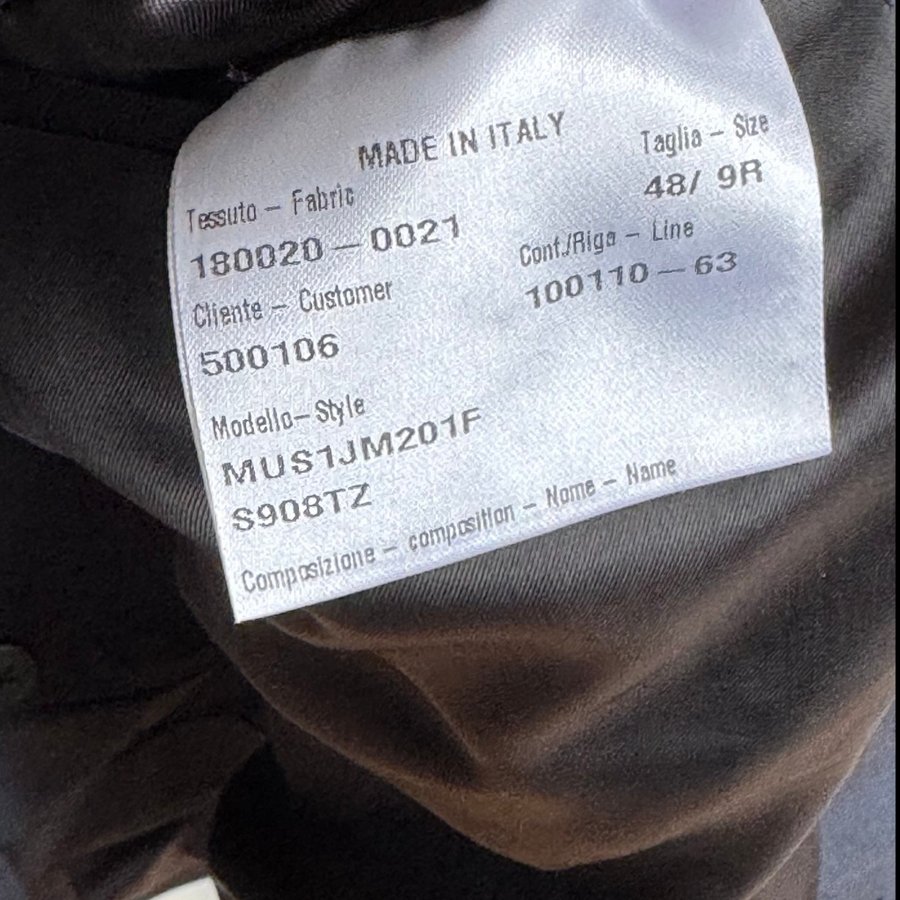 MADE IN ITALY
Taglia - Size
48/ 9R
Tessuto - Fabric
180020 - 0021
Conf./Riga - Line
100110 - 63
Cliente - Customer
500106
Modello - Style
MUS1JM201F
S908TZ
Composizione - composition - Nome - Name